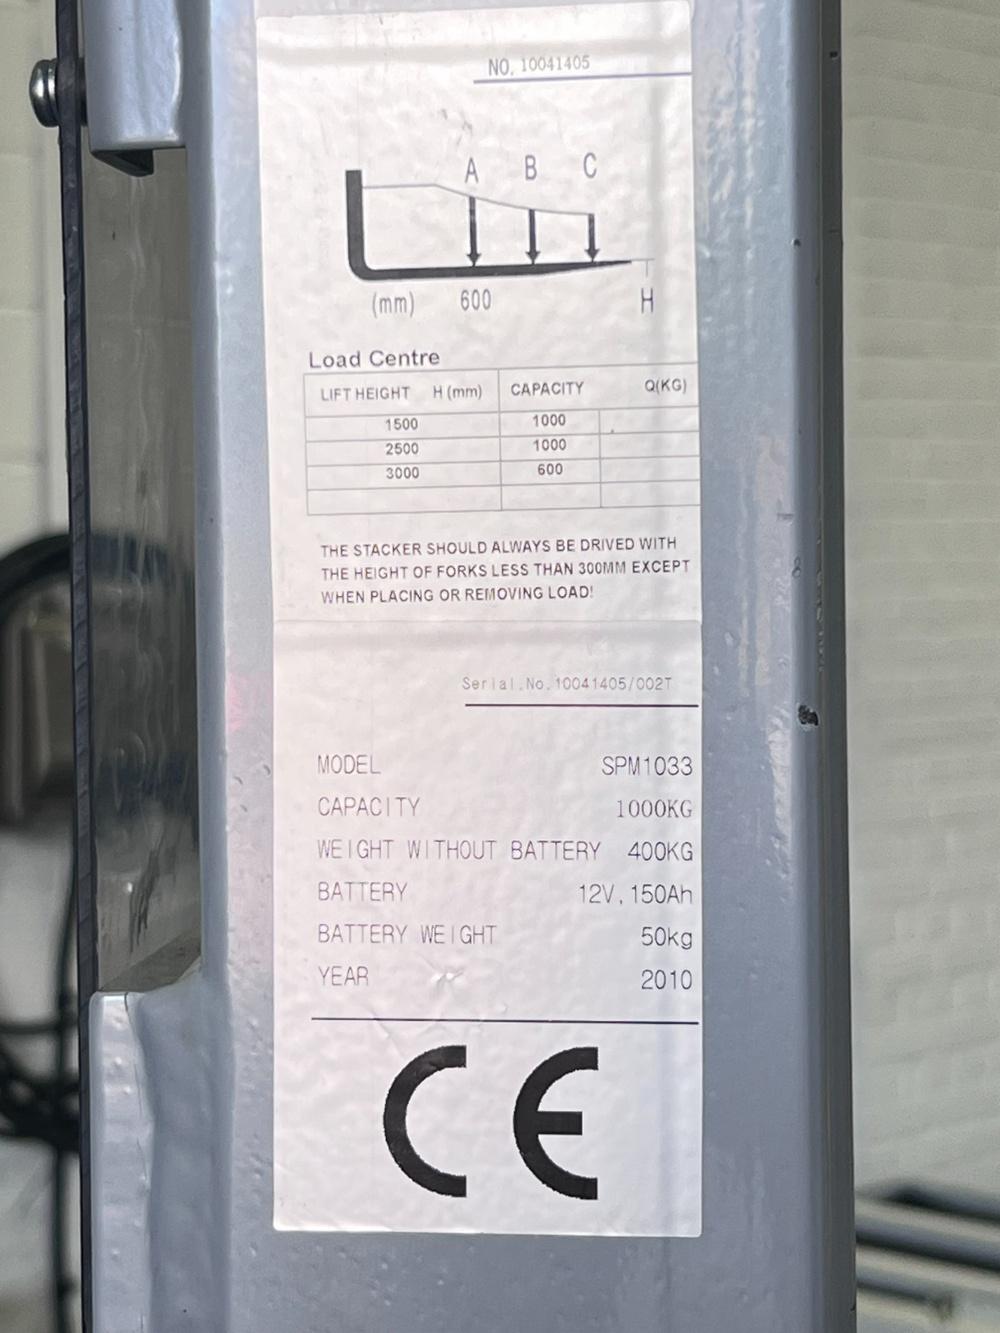 NO. 10041405
A B C
(mm) 600 H
Load Centre
LIFT HEIGHT H (mm) CAPACITY Q(KG)
1500 1000
2500 1000
3000 600
THE STACKER SHOULD ALWAYS BE DRIVED WITH
THE HEIGHT OF FORKS LESS THAN 300MM EXCEPT
WHEN PLACING OR REMOVING LOAD!
Serial.No.10041405/002T
MODEL SPM1033
CAPACITY 1000KG
WEIGHT WITHOUT BATTERY 400KG
BATTERY 12V,150Ah
BATTERY WEIGHT 50kg
YEAR 2010
CE